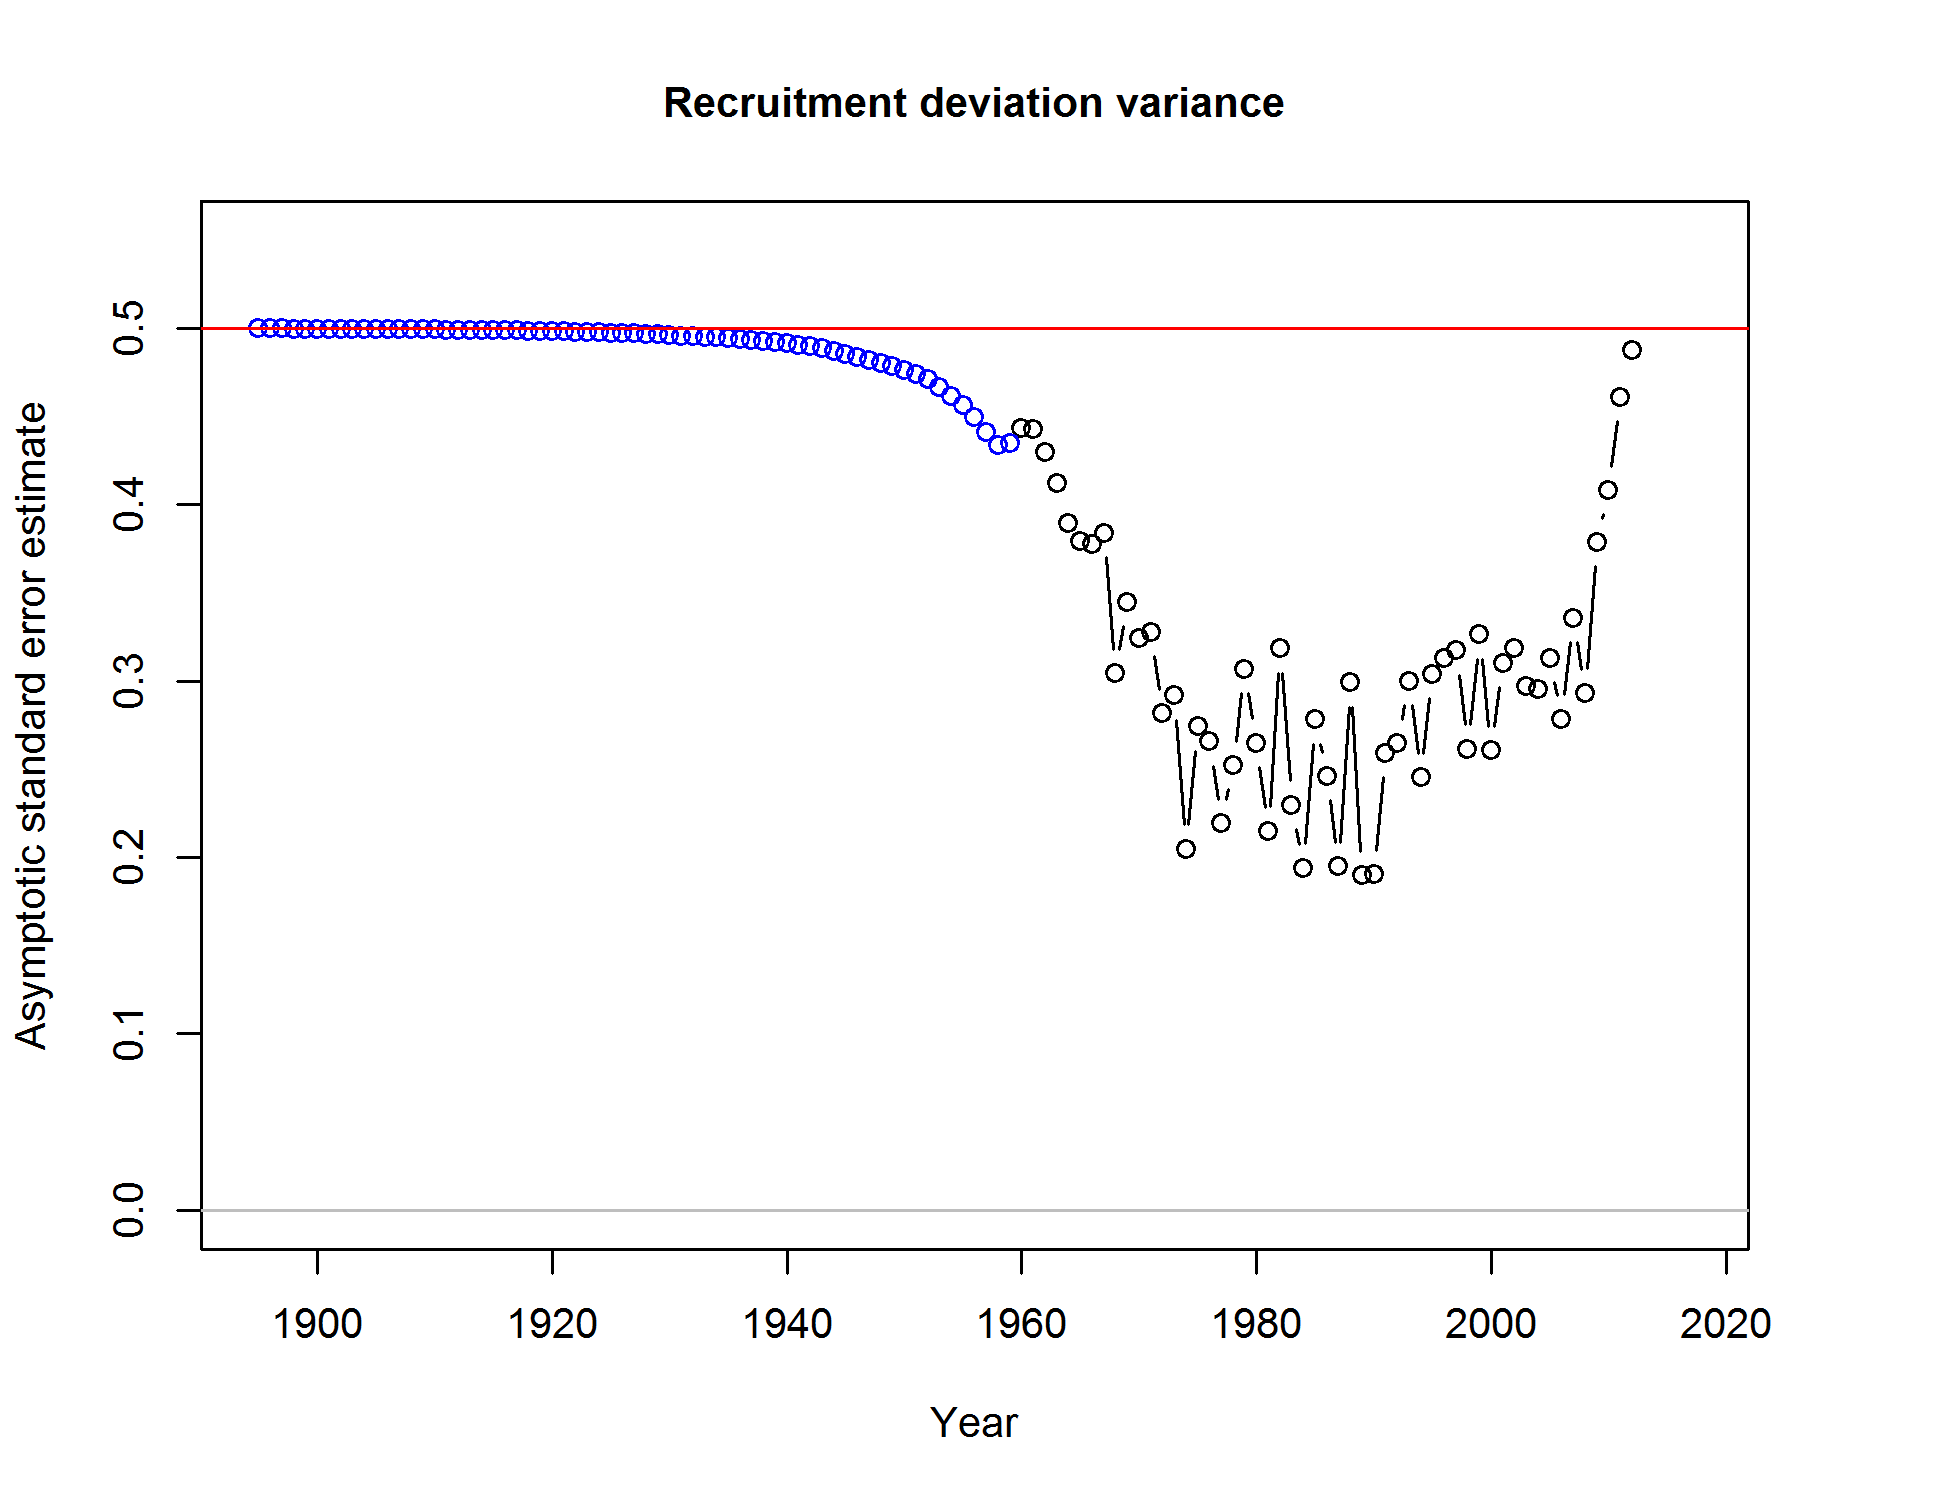 Recruitment deviation variance
Asymptotic standard error estimate
0.5
0.4
0.3
0.2
0.1
0.0
1900 1920 1940 1960 1980 2000 2020
Year